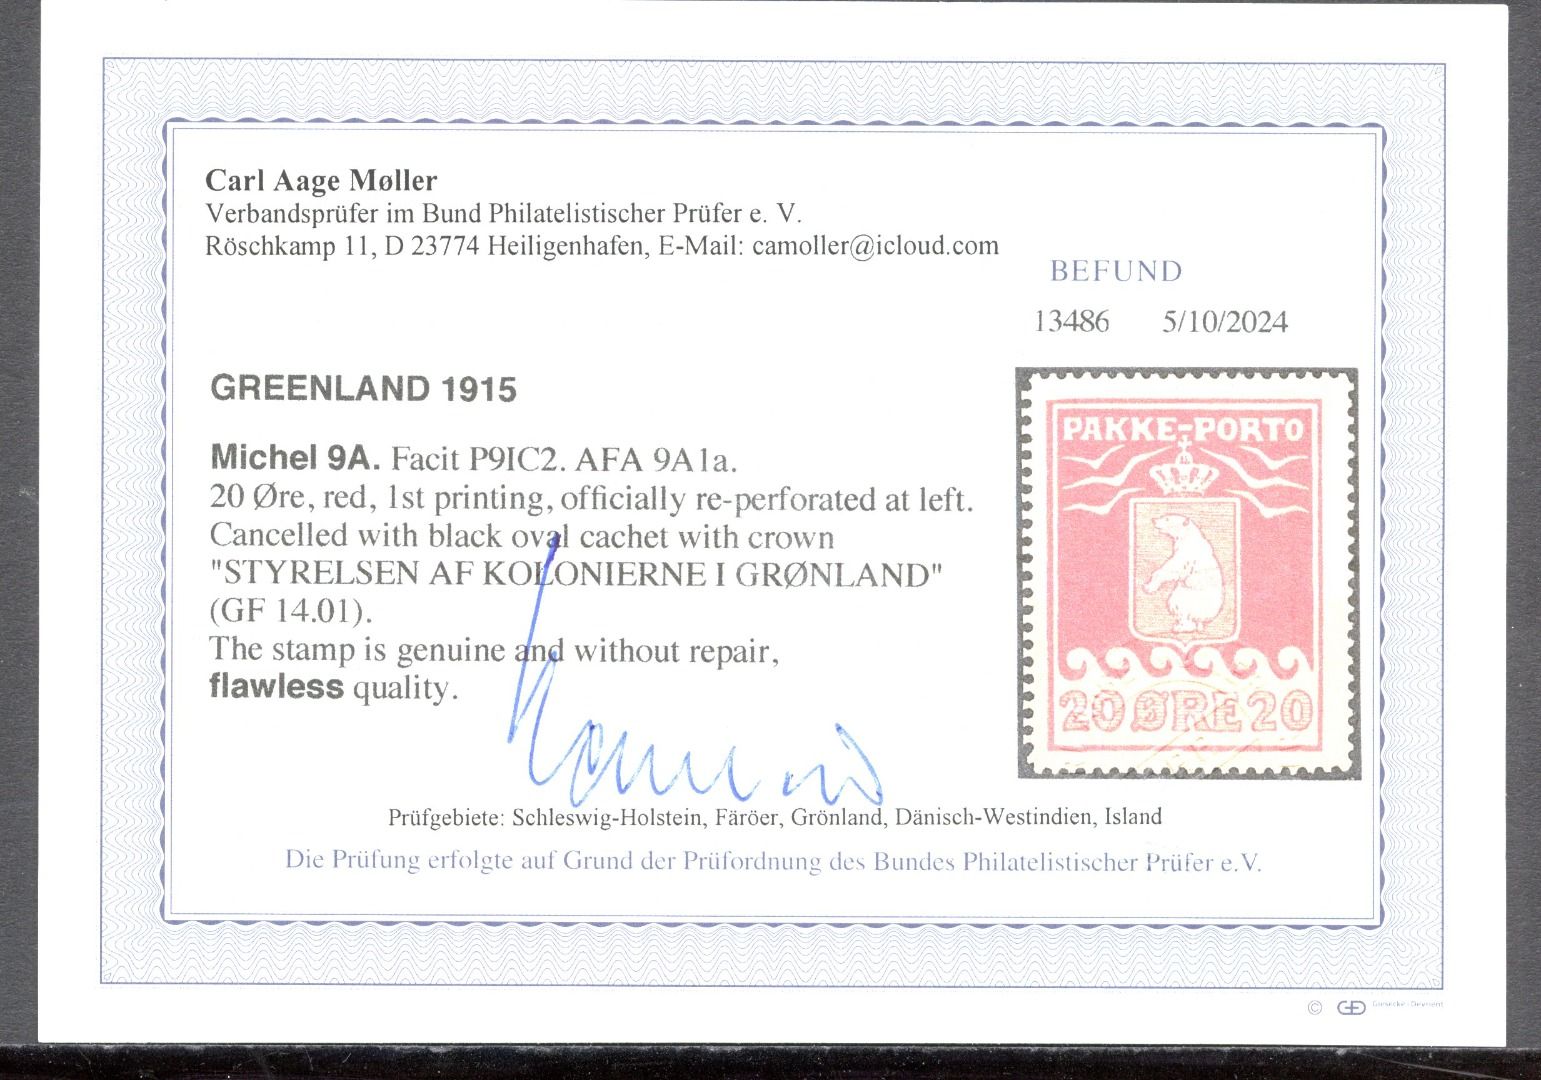 Carl Aage Møller
Verbandsprüfer im Bund Philatelistischer Prüfer e. V.
Röschkamp 11, D 23774 Heiligenhafen, E-Mail: camoller@icloud.com
BEFUND
13486 5/10/2024
GREENLAND 1915
Michel 9A. Facit P9IC2. AFA 9A1a.
20 Øre, red, 1st printing, officially re-perforated at left.
Cancelled with black oval cachet with crown
"STYRELSEN AF KOLONIERNE I GRØNLAND"
(GF 14.01).
The stamp is genuine and without repair,
flawless quality.
PAKKE-PORTO
20 ØRE 20
Prüfgebiete: Schleswig-Holstein, Färöer, Grönland, Dänisch-Westindien, Island
Die Prüfung erfolgte auf Grund der Prüfordnung des Bundes Philatelistischer Prüfer e.V.
© Giesecke+Devrient